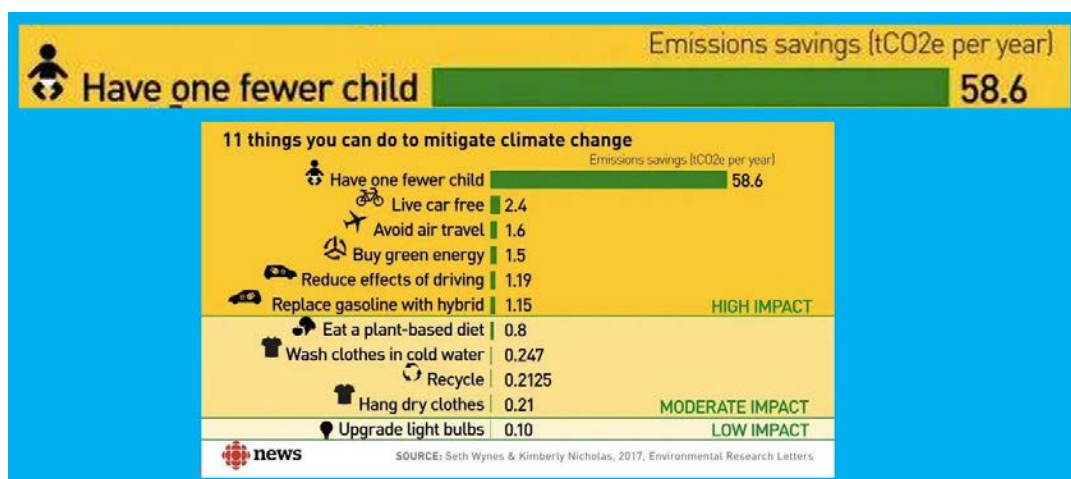 Emissions savings (tCO2e per year)
Have one fewer child 58.6
11 things you can do to mitigate climate change
Emissions savings (tCO2e per year)
Have one fewer child 58.6
Live car free 2.4
Avoid air travel 1.6
Buy green energy 1.5
Reduce effects of driving 1.19
Replace gasoline with hybrid 1.15 HIGH IMPACT
Eat a plant-based diet 0.8
Wash clothes in cold water 0.247
Recycle 0.2125
Hang dry clothes 0.21 MODERATE IMPACT
Upgrade light bulbs 0.10 LOW IMPACT
news SOURCE: Seth Wynes & Kimberly Nicholas, 2017, Environmental Research Letters